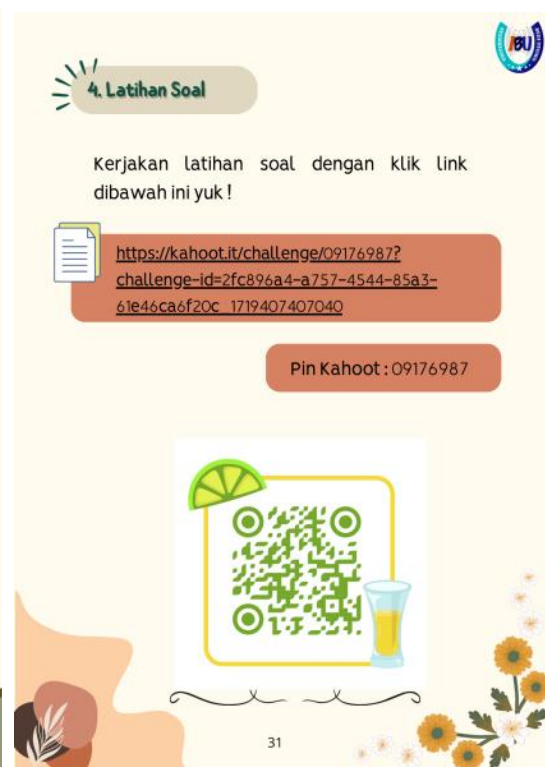 4. Latihan Soal
Kerjakan latihan soal dengan klik link
dibawah ini yuk !
https://kahoot.it/challenge/09176987?
challenge-id=2fc896a4-a757-4544-85a3-
61e46ca6f20c_1719407407040
Pin Kahoot : 09176987
31